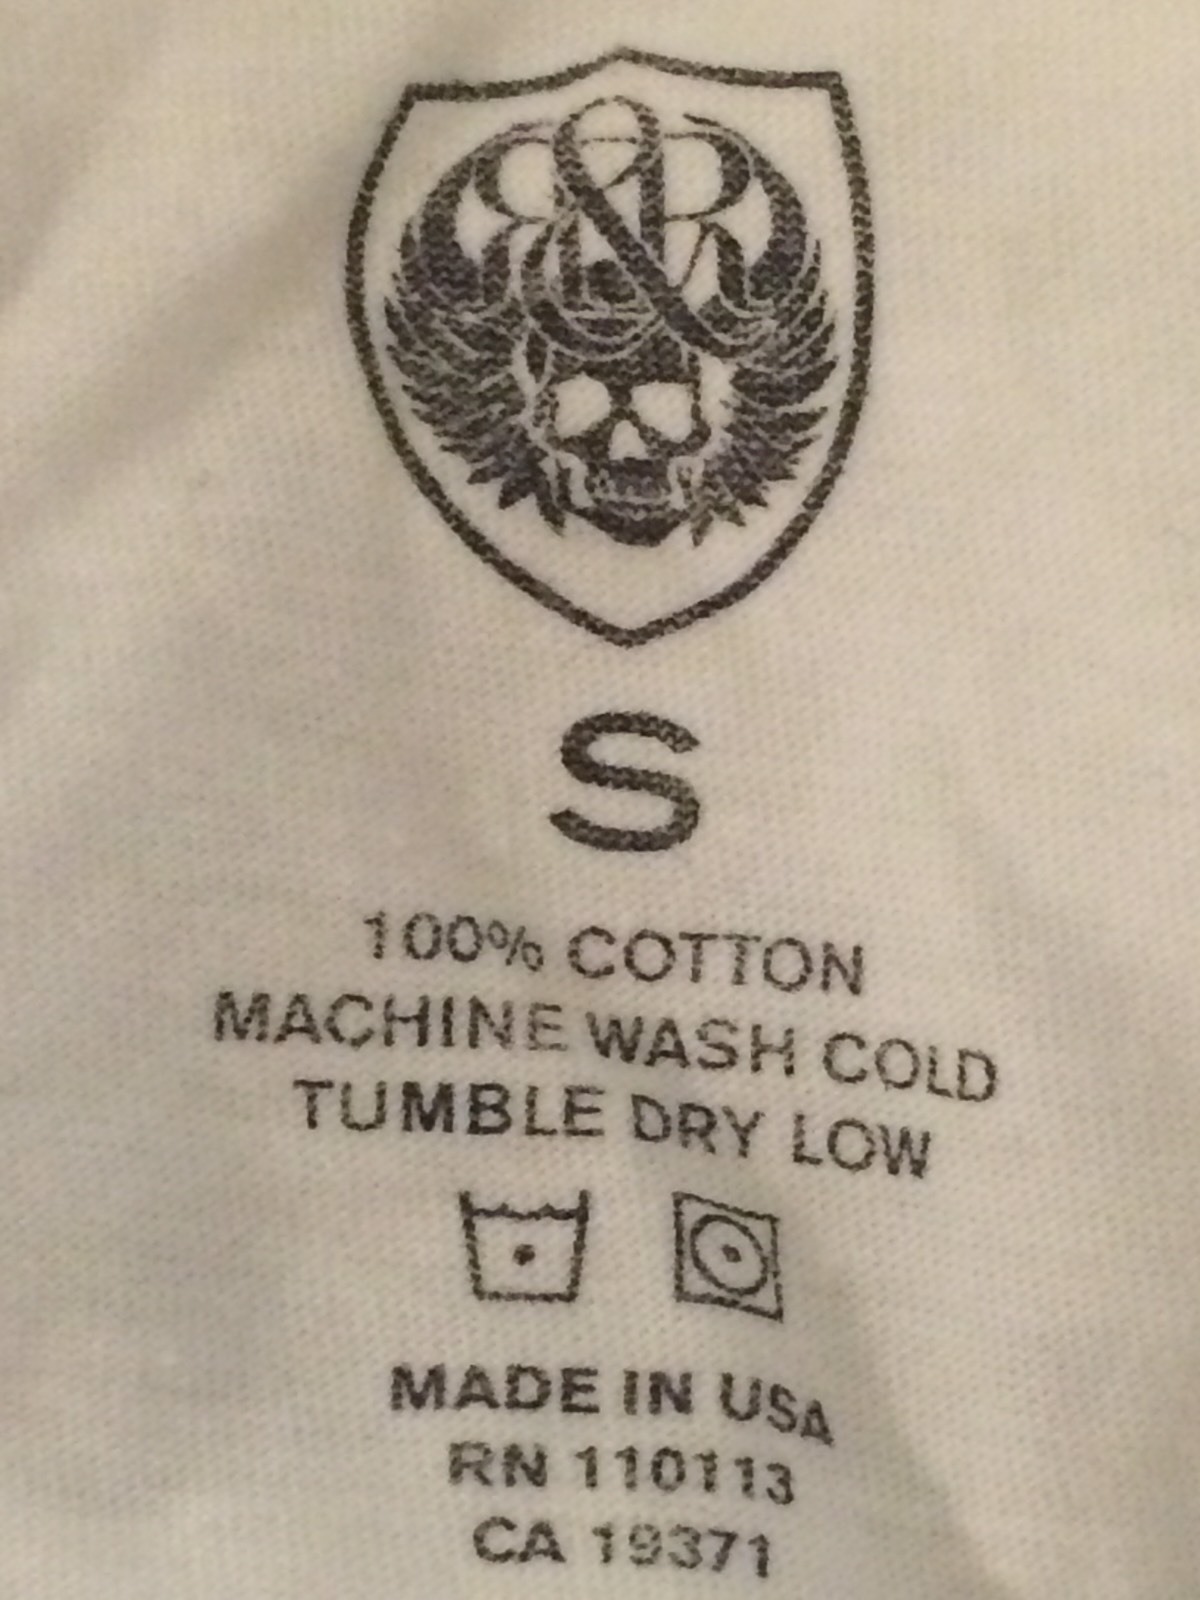 R&R
S
100% COTTON
MACHINE WASH COLD
TUMBLE DRY LOW
MADE IN USA
RN 110113
CA 19371